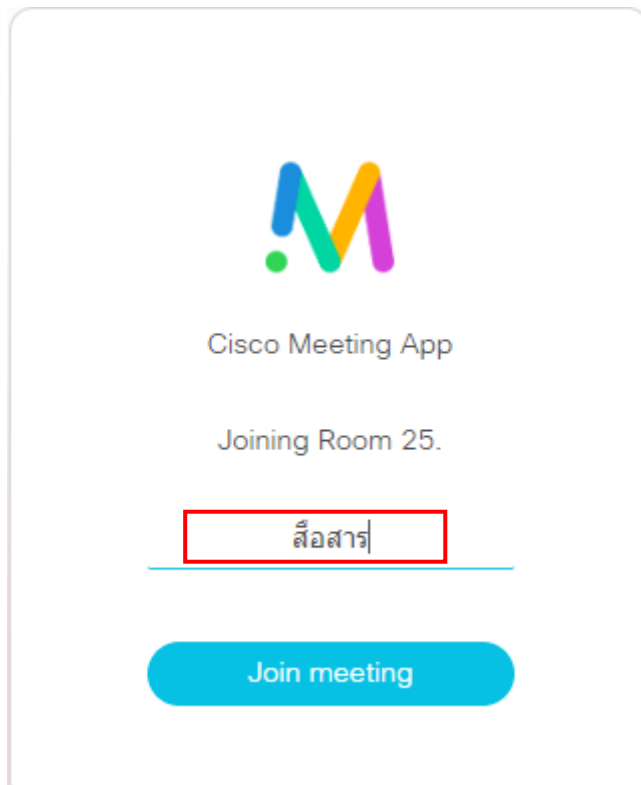 Cisco Meeting App
Joining Room 25.
สื่อสาร
Join meeting